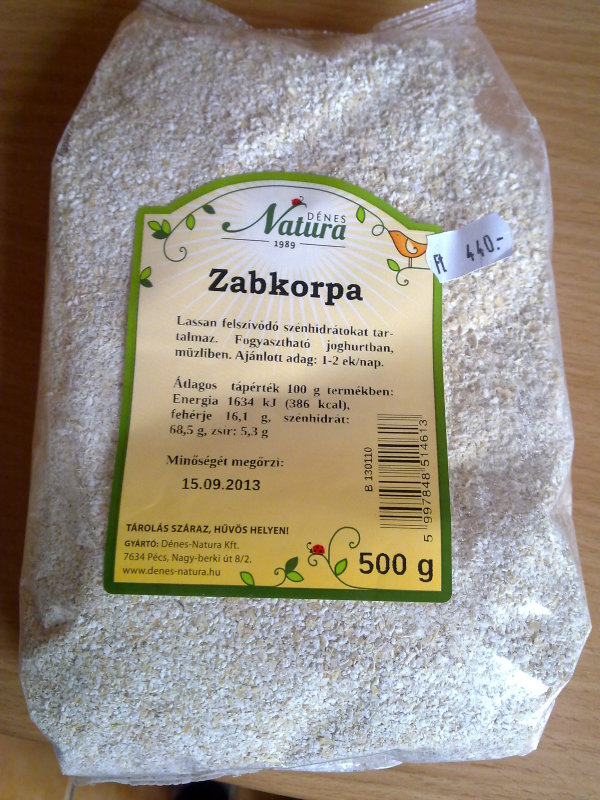 DÉNES
Natura
1989
Ft 440.-
Zabkorpa
Lassan felszívódó szénhidrátokat tar-
talmaz. Fogyasztható joghurtban,
müzliben. Ajánlott adag: 1-2 ek/nap.
Átlagos tápérték 100 g termékben:
Energia 1634 kJ (386 kcal),
fehérje 16,1 g, szénhidrát:
68,5 g, zsír: 5,3 g
Minőségét megőrzi:
15.09.2013
B 130110
5 997848 514613
TÁROLÁS SZÁRAZ, HŰVÖS HELYEN!
GYÁRTÓ: Dénes-Natura Kft.
7634 Pécs, Nagy-berki út 8/2.
www.denes-natura.hu
500 g